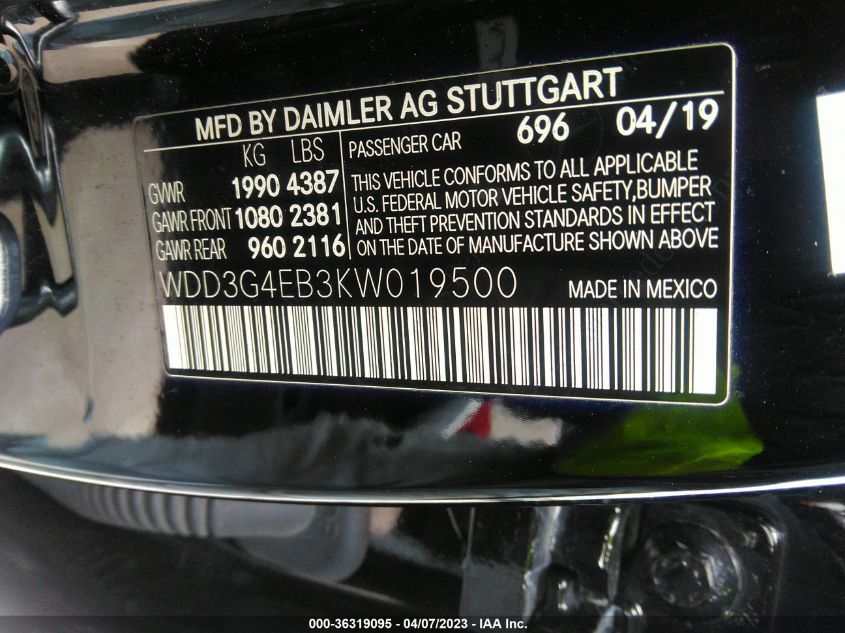 MFD BY DAIMLER AG STUTTGART
KG LBS
GVWR 1990 4387
GAWR FRONT 1080 2381
GAWR REAR 960 2116
PASSENGER CAR 696 04/19
THIS VEHICLE CONFORMS TO ALL APPLICABLE
U.S. FEDERAL MOTOR VEHICLE SAFETY,BUMPER
AND THEFT PREVENTION STANDARDS IN EFFECT
ON THE DATE OF MANUFACTURE SHOWN ABOVE
WDD3G4EB3KW019500 MADE IN MEXICO
000-36319095 - 04/07/2023 - IAA Inc.